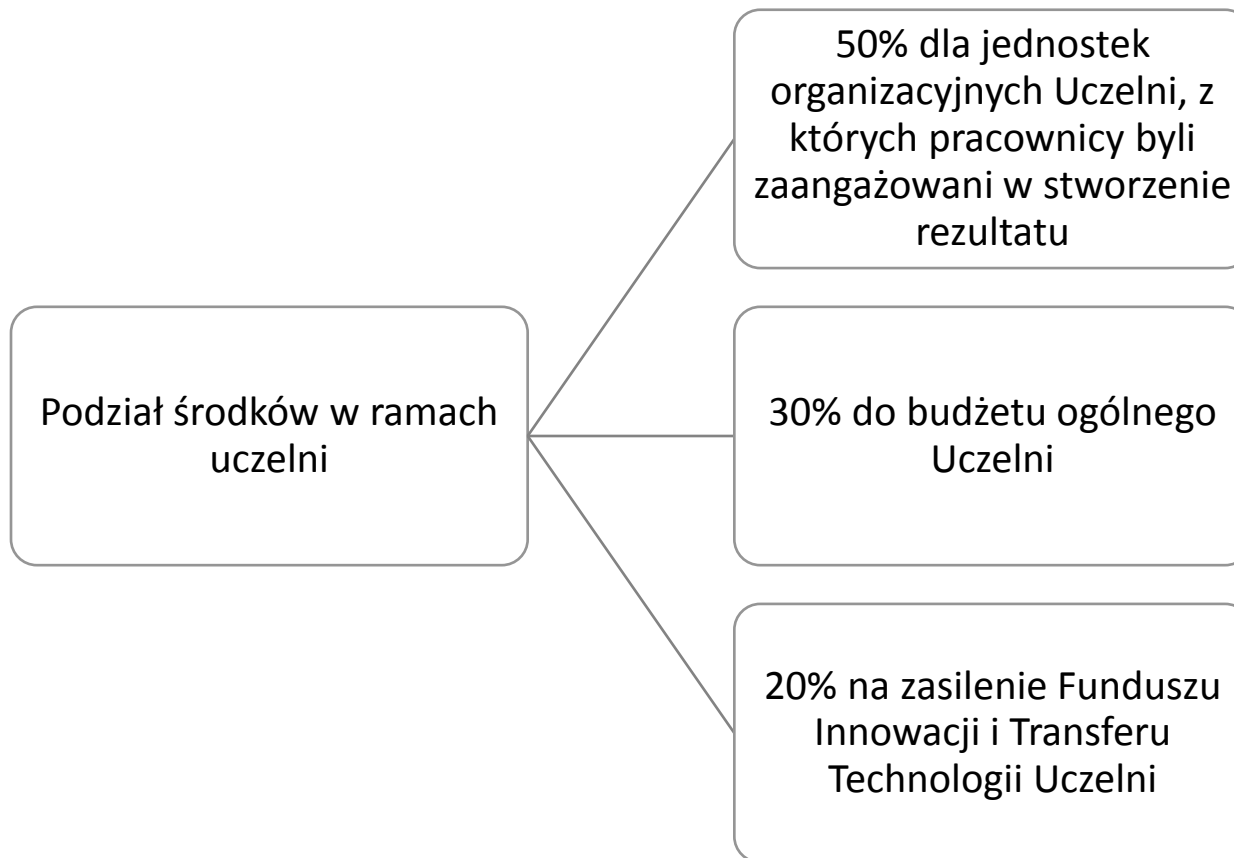 Podział środków w ramach
uczelni
50% dla jednostek
organizacyjnych Uczelni, z
których pracownicy byli
zaangażowani w stworzenie
rezultatu
30% do budżetu ogólnego
Uczelni
20% na zasilenie Funduszu
Innowacji i Transferu
Technologii Uczelni